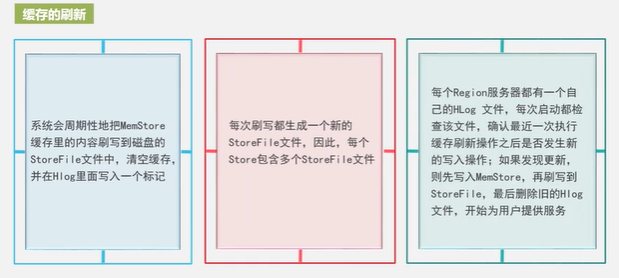 缓存的刷新
系统会周期性地把MemStore
缓存里的内容刷写到磁盘的
StoreFile文件中，清空缓存，
并在Hlog里面写入一个标记
每次刷写都生成一个新的
StoreFile文件，因此，每个
Store包含多个StoreFile文件
每个Region服务器都有一个自
己的HLog 文件，每次启动都检
查该文件，确认最近一次执行
缓存刷新操作之后是否发生新
的写入操作；如果发现更新，
则先写入MemStore，再刷写到
StoreFile，最后删除旧的Hlog
文件，开始为用户提供服务